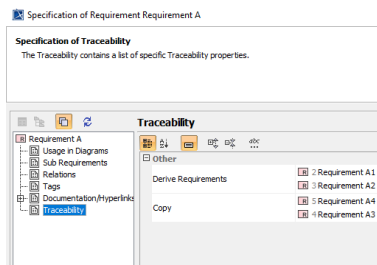 Specification of Requirement Requirement A
Specification of Traceability
The Traceability contains a list of specific Traceability properties.
Traceability
R Requirement A
Usage in Diagrams
Sub Requirements
Relations
Tags
Documentation/Hyperlinks
Traceability
Other
Derive Requirements
R 2 Requirement A1
R 3 Requirement A2
Copy
R 5 Requirement A4
R 4 Requirement A3